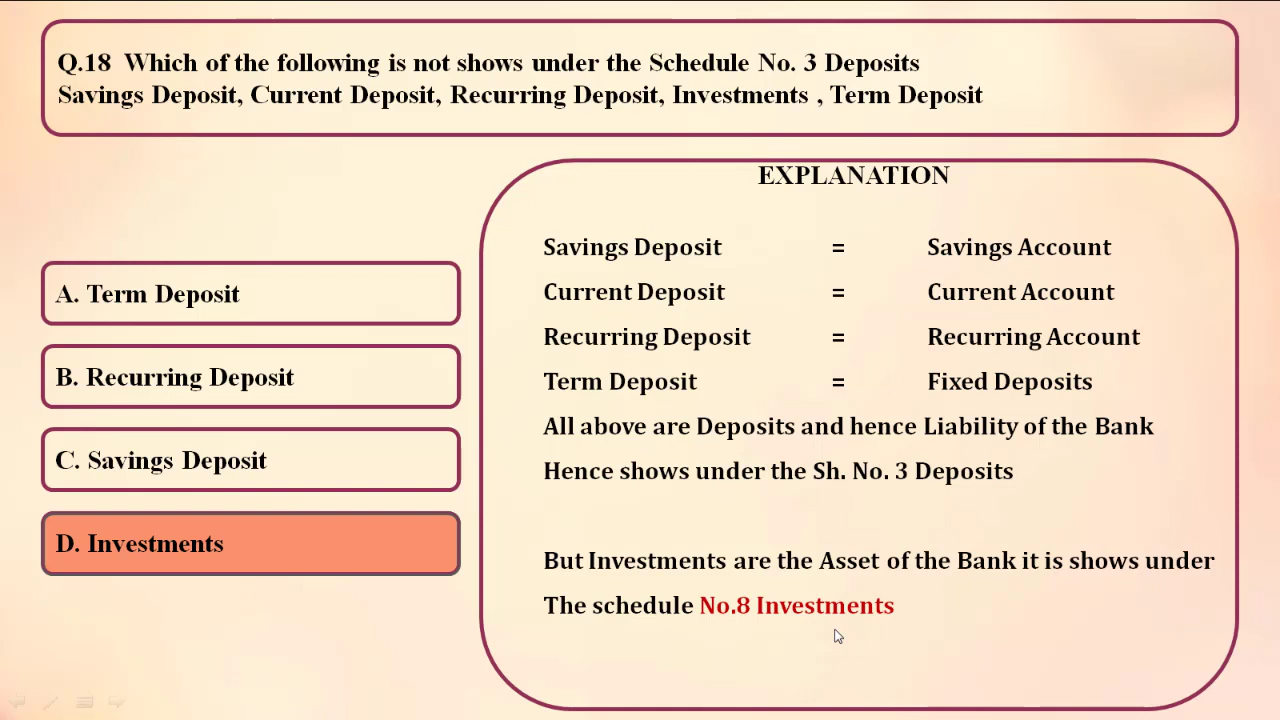 Q.18 Which of the following is not shows under the Schedule No. 3 Deposits
Savings Deposit, Current Deposit, Recurring Deposit, Investments , Term Deposit
A. Term Deposit
B. Recurring Deposit
C. Savings Deposit
D. Investments
EXPLANATION
Savings Deposit = Savings Account
Current Deposit = Current Account
Recurring Deposit = Recurring Account
Term Deposit = Fixed Deposits
All above are Deposits and hence Liability of the Bank
Hence shows under the Sh. No. 3 Deposits
But Investments are the Asset of the Bank it is shows under
The schedule No.8 Investments